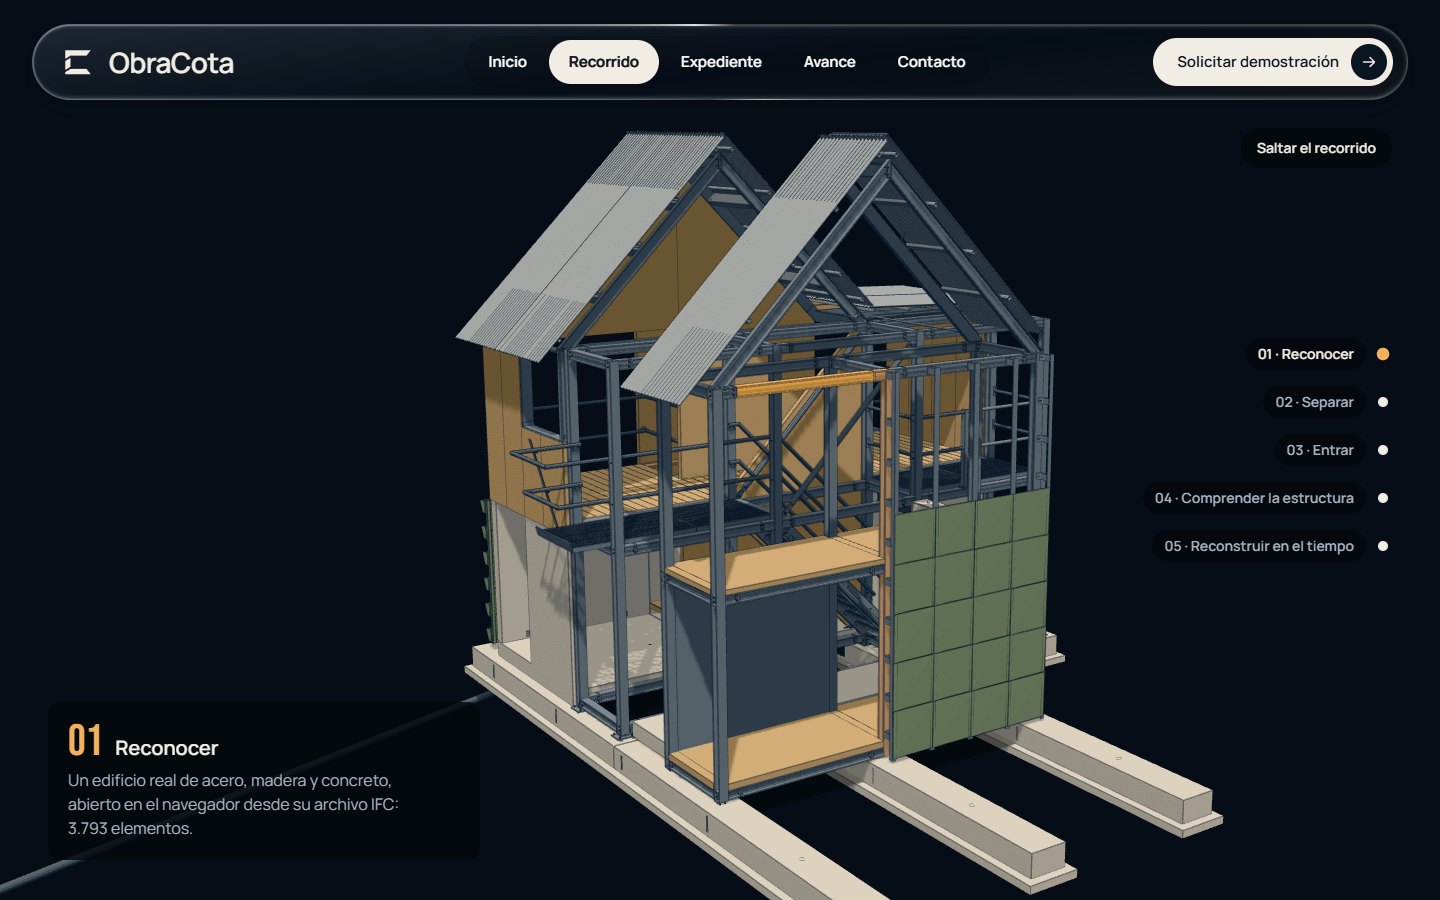 ObraCota
Inicio
Recorrido
Expediente
Avance
Contacto
Solicitar demostración
Saltar el recorrido
01 · Reconocer
02 · Separar
03 · Entrar
04 · Comprender la estructura
05 · Reconstruir en el tiempo
01 Reconocer
Un edificio real de acero, madera y concreto,
abierto en el navegador desde su archivo IFC:
3.793 elementos.